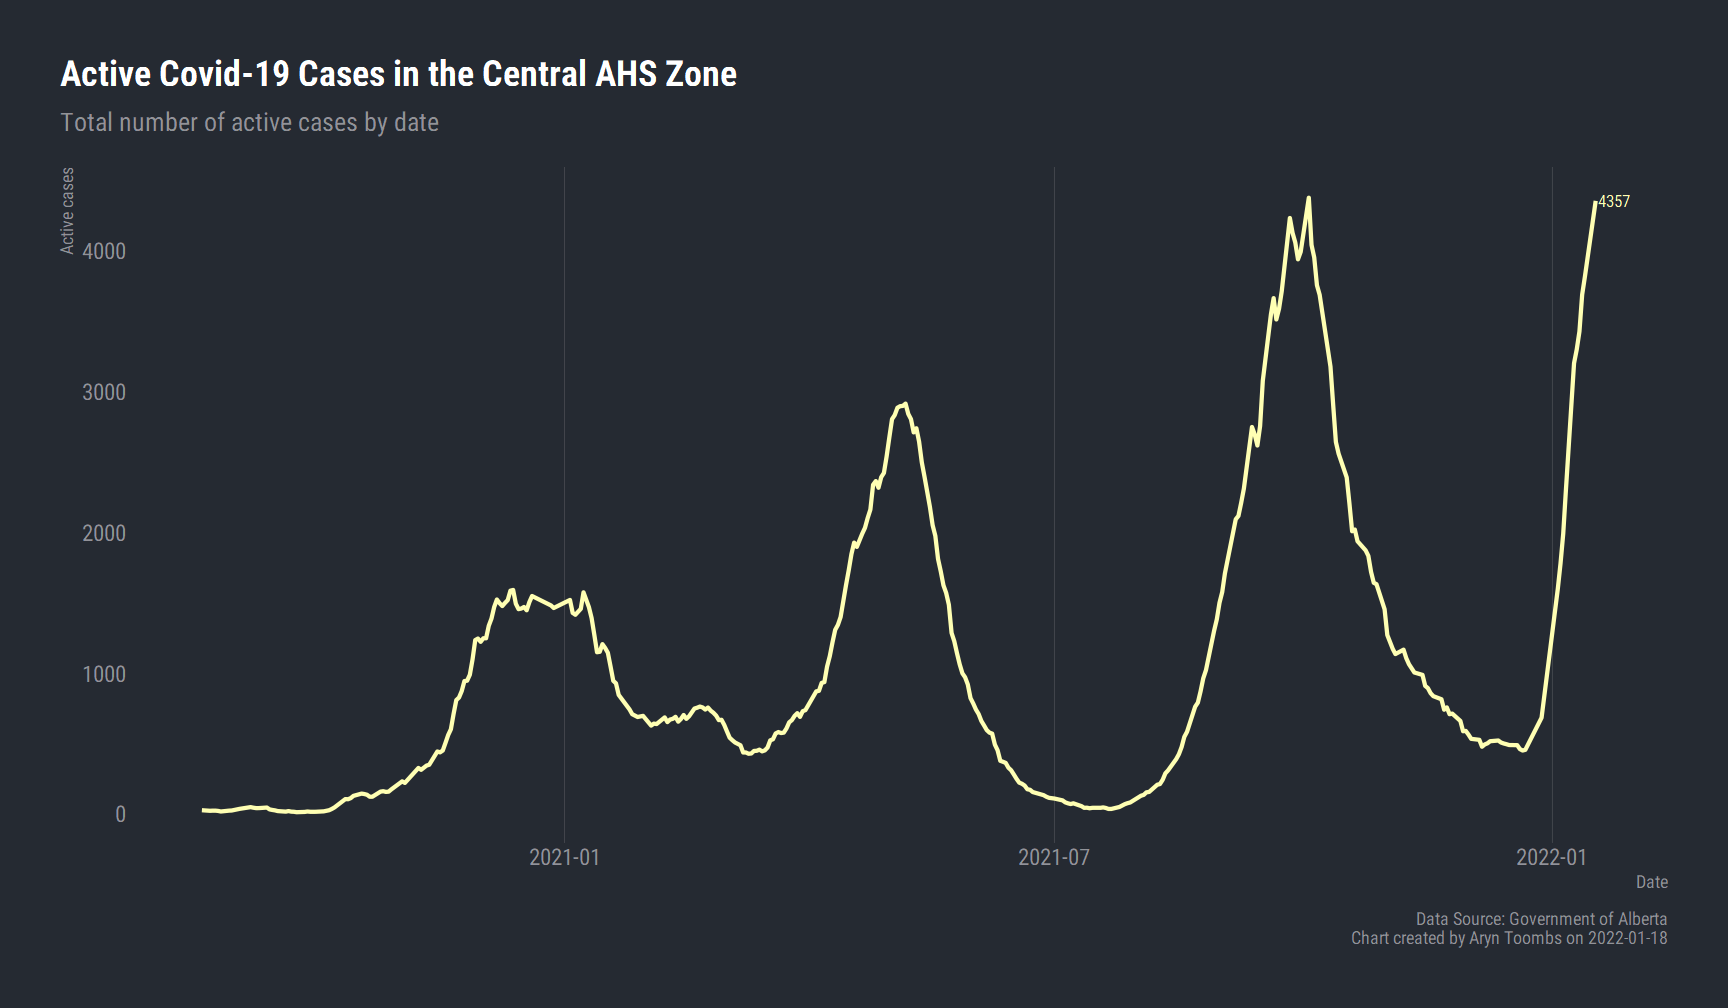 Active Covid-19 Cases in the Central AHS Zone
Total number of active cases by date
Active cases
4000
3000
2000
1000
0
4357
2021-01
2021-07
2022-01
Date
Data Source: Government of Alberta
Chart created by Aryn Toombs on 2022-01-18